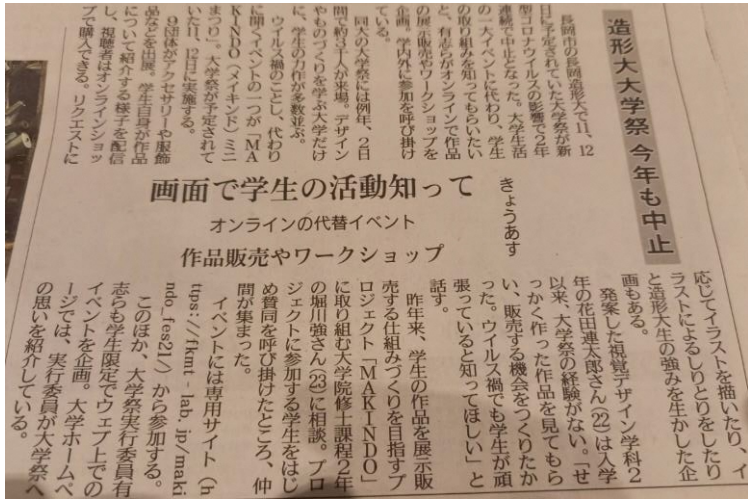 造形大大学祭 今年も中止
きょうあす
画面で学生の活動知って
オンラインの代替イベント
作品販売やワークショップ
長岡市の長岡造形大で11、12
日に予定されていた大学祭が新
型コロナウイルスの影響で2年
連続で中止となった。大学生活
の一大イベントに代わり、学生
の取り組みを知ってもらいたい
と、有志らがオンラインで作品
の展示販売やワークショップを
企画。学内外に参加を呼び掛け
ている。
同大の大学祭には例年、2日
間で約3千人が来場。デザイン
やものづくりを学ぶ大学だけ
に、学生の力作が多数並ぶ。
ウイルス禍のことし、代わり
に開くイベントの一つが「MA
KINDO(メイキンド)ミニ
まつり」。大学祭が予定されて
いた11、12日に実施する。
9団体がアクセサリーや服飾
品などを出展。学生自身が作品
について紹介する様子を配信
し、視聴者はオンラインショッ
プで購入できる。リクエストに
応じてイラストを描いたり、イ
ラストによるしりとりをしたり
と造形大生の強みを生かした企
画もある。
発案した視覚デザイン学科2
年の花田連太郎さん(22)は入学
以来、大学祭の経験がない。「せ
っかく作った作品を見てもら
い、販売する機会をつくりたか
った。ウイルス禍でも学生が頑
張っていると知ってほしい」と
話す。
昨年来、学生の作品を展示販
売する仕組みづくりを目指すプ
ロジェクト「MAKINDO」
に取り組む大学院修士課程2年
の堀川強さん(23)に相談。プロ
ジェクトに参加する学生をはじ
め賛同を呼び掛けたところ、仲
間が集まった。
イベントには専用サイト(h
ttps://fkmt-lab.jp/maki
ndo_fes21/)から参加する。
このほか、大学祭実行委員有
志らも学生限定でウェブ上での
イベントを企画。大学ホームペ
ージでは、実行委員が大学祭へ
の思いを紹介している。